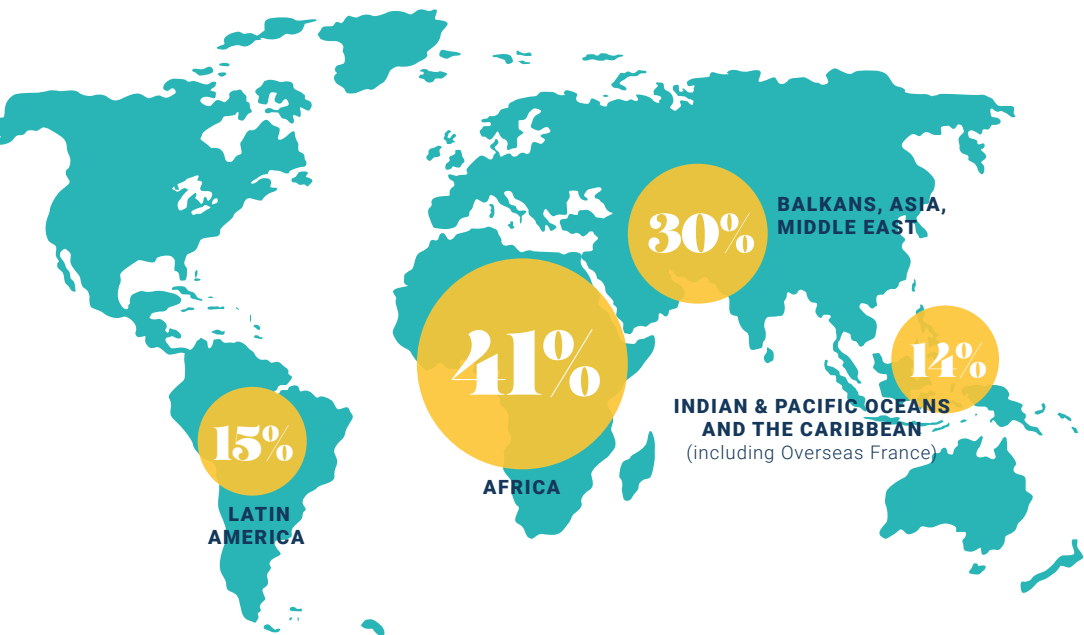 30%
BALKANS, ASIA,
MIDDLE EAST
41%
AFRICA
14%
INDIAN & PACIFIC OCEANS
AND THE CARIBBEAN
(including Overseas France)
15%
LATIN
AMERICA